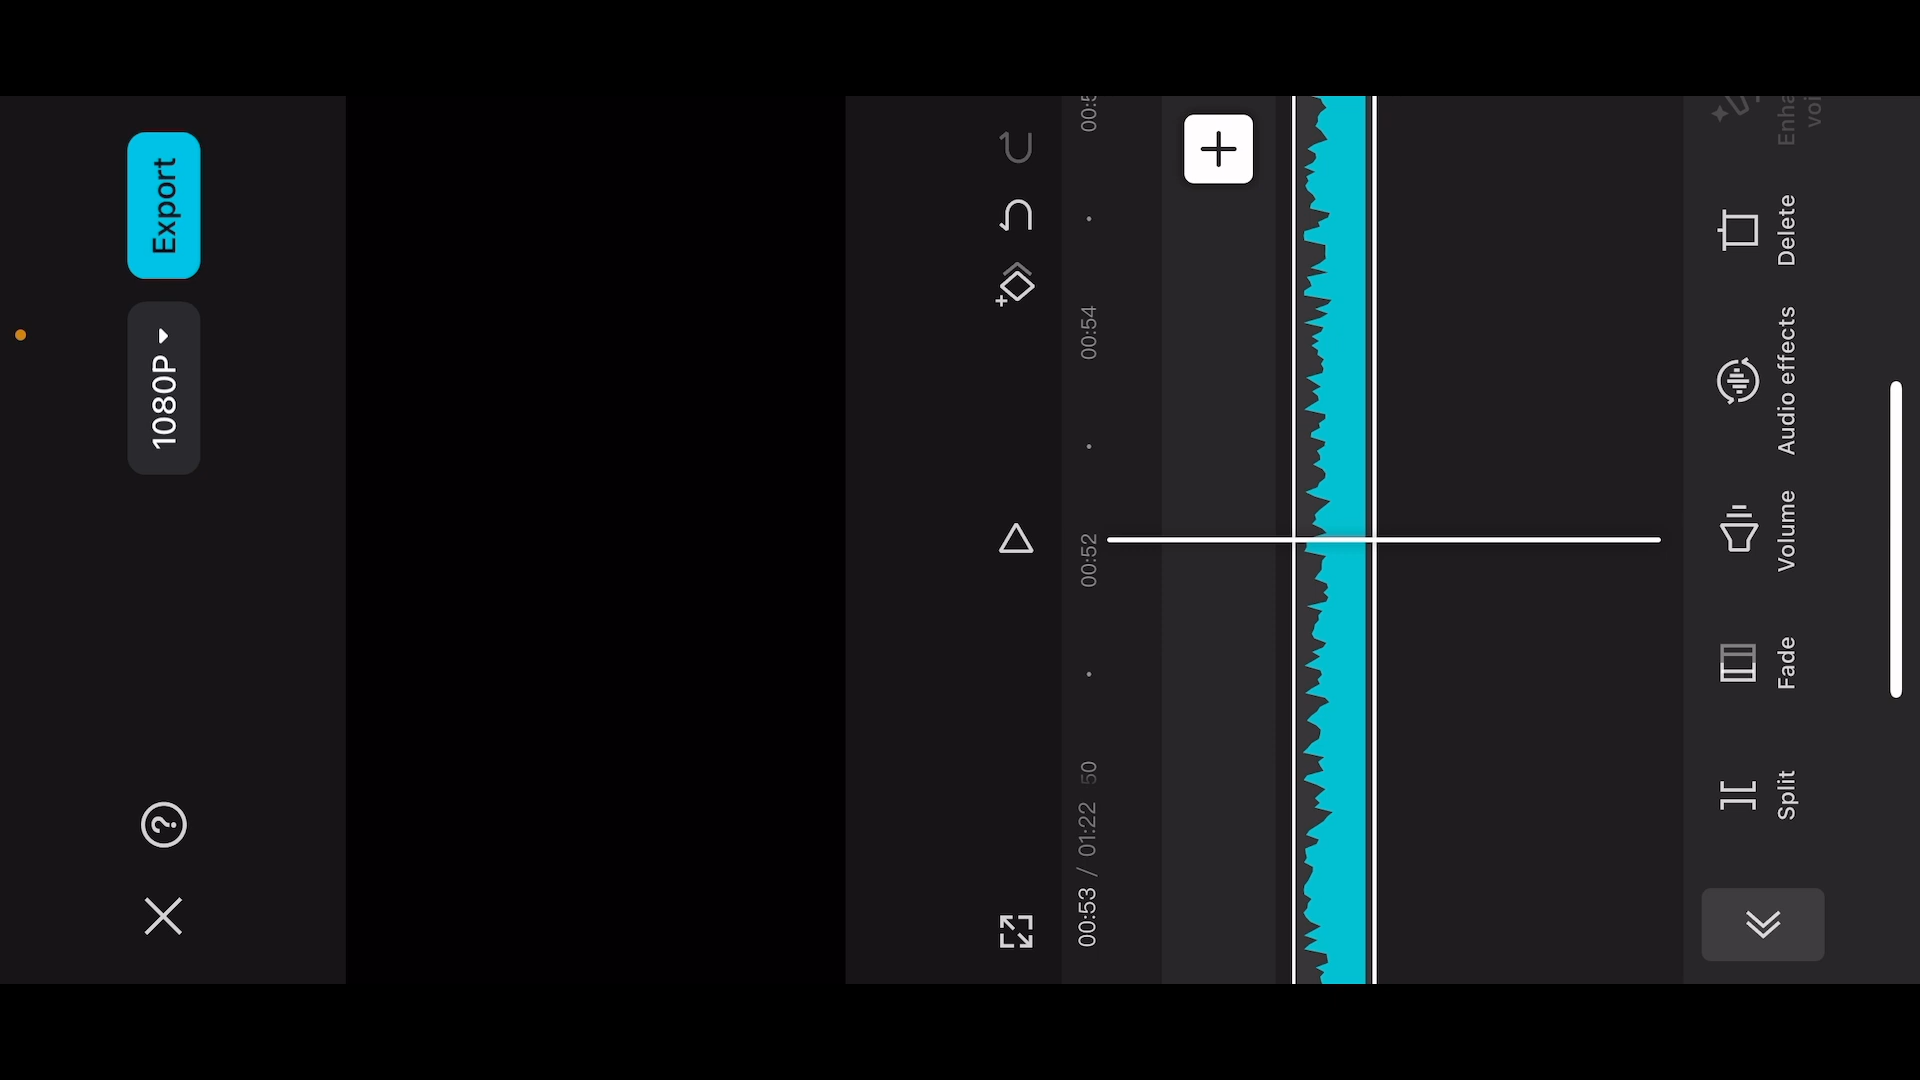 1080P
Export
00:53 / 01:22
50
00:52
00:54
Split
Fade
Volume
Audio effects
Delete